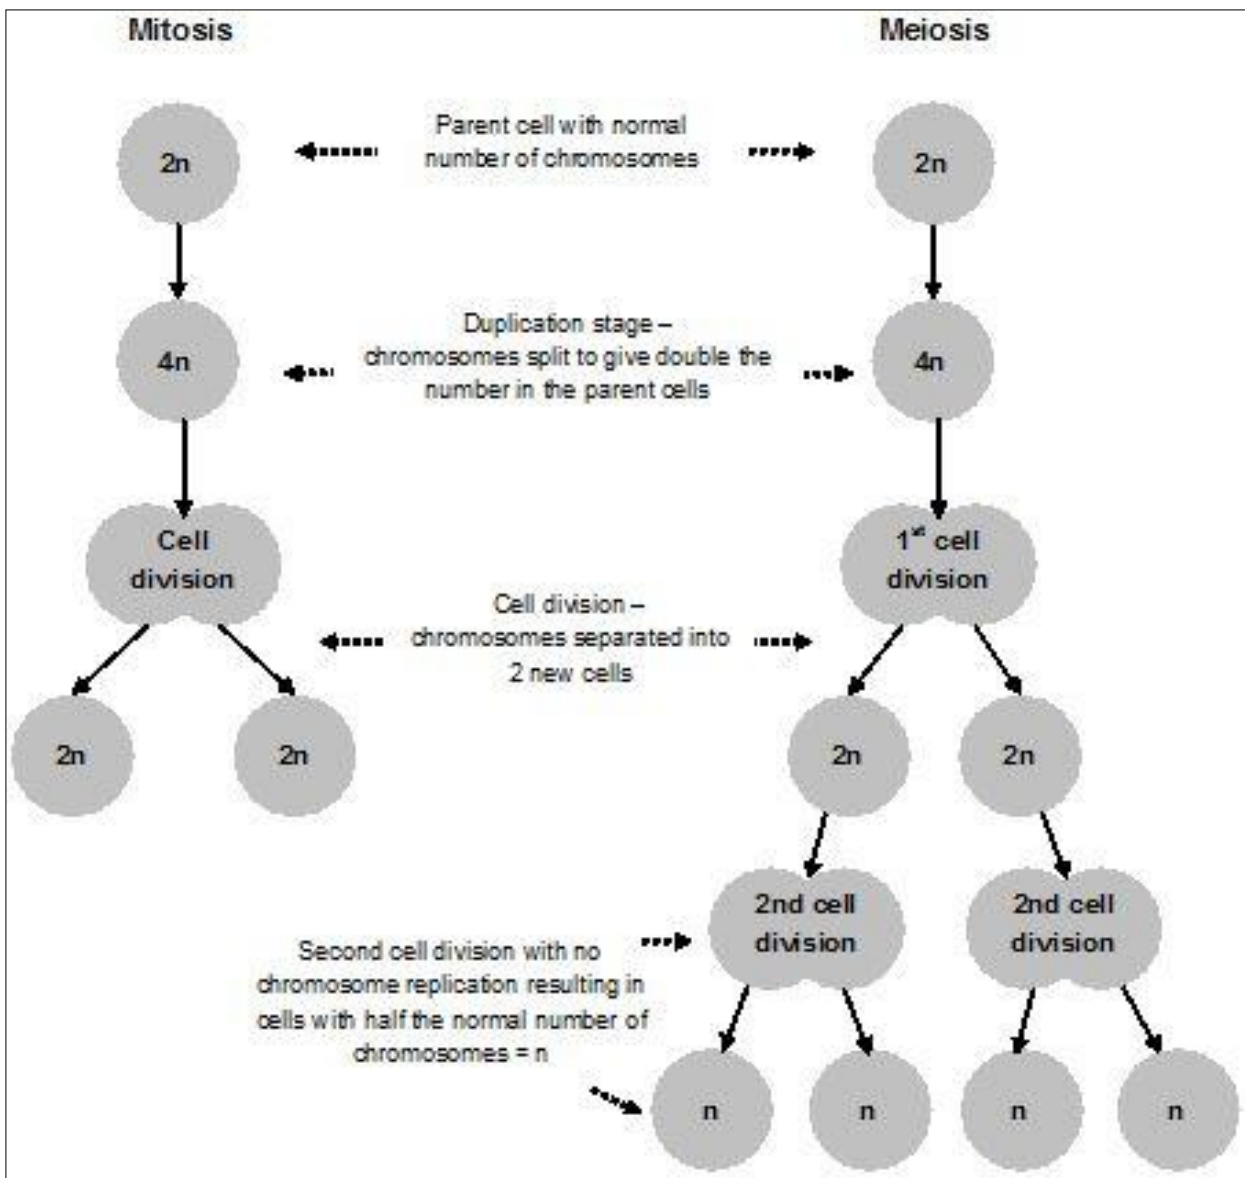 Mitosis
Meiosis
2n
Parent cell with normal
number of chromosomes
2n
4n
Duplication stage –
chromosomes split to give double the
number in the parent cells
4n
Cell
division
1st cell
division
Cell division –
chromosomes separated into
2 new cells
2n
2n
2n
2n
2nd cell
division
2nd cell
division
Second cell division with no
chromosome replication resulting in
cells with half the normal number of
chromosomes = n
n
n
n
n